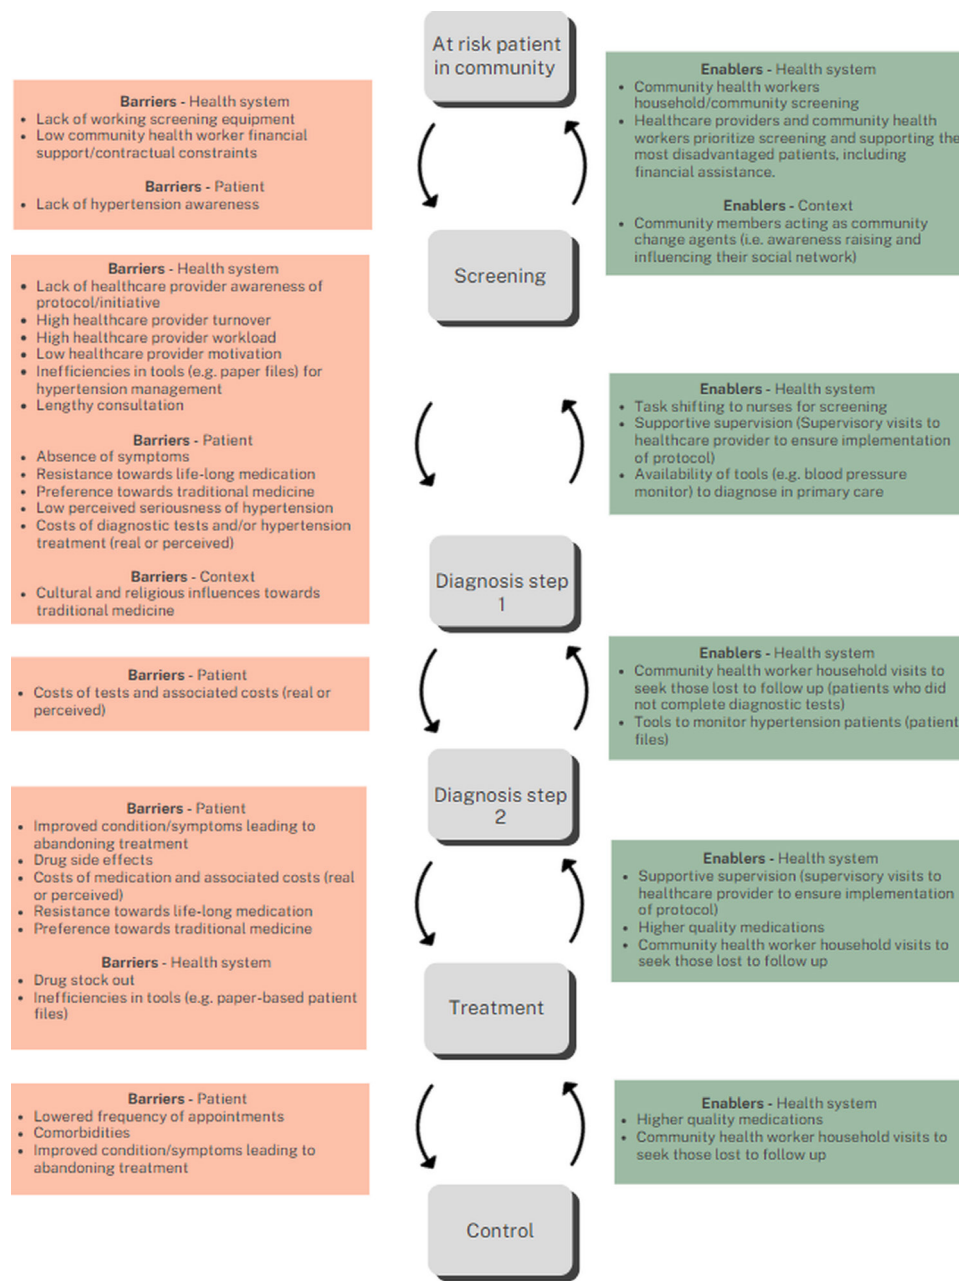 At risk patient
in community
Barriers - Health system
• Lack of working screening equipment
• Low community health worker financial
support/contractual constraints
Barriers - Patient
• Lack of hypertension awareness
Enablers - Health system
• Community health workers
household/community screening
• Healthcare providers and community health
workers prioritize screening and supporting the
most disadvantaged patients, including
financial assistance.
Enablers - Context
• Community members acting as community
change agents (i.e. awareness raising and
influencing their social network)
Screening
Barriers - Health system
• Lack of healthcare provider awareness of
protocol/initiative
• High healthcare provider turnover
• High healthcare provider workload
• Low healthcare provider motivation
• Inefficiencies in tools (e.g. paper files) for
hypertension management
• Lengthy consultation
Barriers - Patient
• Absence of symptoms
• Resistance towards life-long medication
• Preference towards traditional medicine
• Low perceived seriousness of hypertension
• Costs of diagnostic tests and/or hypertension
treatment (real or perceived)
Barriers - Context
• Cultural and religious influences towards
traditional medicine
Enablers - Health system
• Task shifting to nurses for screening
• Supportive supervision (Supervisory visits to
healthcare provider to ensure implementation
of protocol)
• Availability of tools (e.g. blood pressure
monitor) to diagnose in primary care
Diagnosis step
1
Barriers - Patient
• Costs of tests and associated costs (real or
perceived)
Enablers - Health system
• Community health worker household visits to
seek those lost to follow up (patients who did
not complete diagnostic tests)
• Tools to monitor hypertension patients (patient
files)
Diagnosis step
2
Barriers - Patient
• Improved condition/symptoms leading to
abandoning treatment
• Drug side effects
• Costs of medication and associated costs (real
or perceived)
• Resistance towards life-long medication
• Preference towards traditional medicine
Barriers - Health system
• Drug stock out
• Inefficiencies in tools (e.g. paper-based patient
files)
Enablers - Health system
• Supportive supervision (supervisory visits to
healthcare provider to ensure implementation
of protocol)
• Higher quality medications
• Community health worker household visits to
seek those lost to follow up
Treatment
Barriers - Patient
• Lowered frequency of appointments
• Comorbidities
• Improved condition/symptoms leading to
abandoning treatment
Enablers - Health system
• Higher quality medications
• Community health worker household visits to
seek those lost to follow up
Control